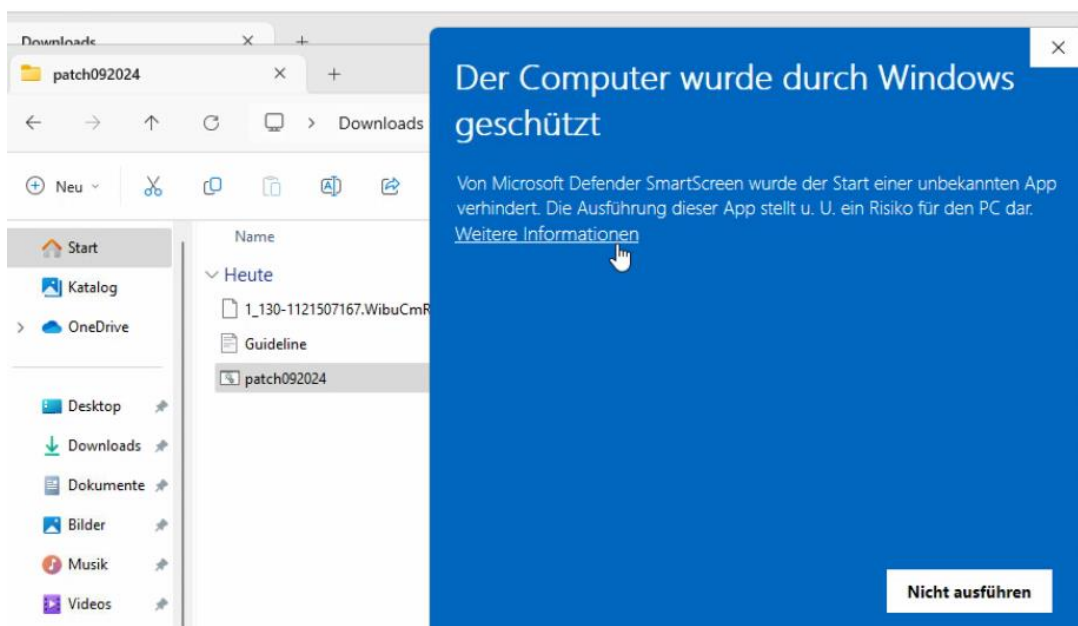 Downloads
patch092024
Downloads
Neu
Start
Katalog
OneDrive
Desktop
Downloads
Dokumente
Bilder
Musik
Videos
Name
Heute
1_130-1121507167.WibuCmR
Guideline
patch092024
Der Computer wurde durch Windows
geschützt
Von Microsoft Defender SmartScreen wurde der Start einer unbekannten App
verhindert. Die Ausführung dieser App stellt u. U. ein Risiko für den PC dar.
Weitere Informationen
Nicht ausführen